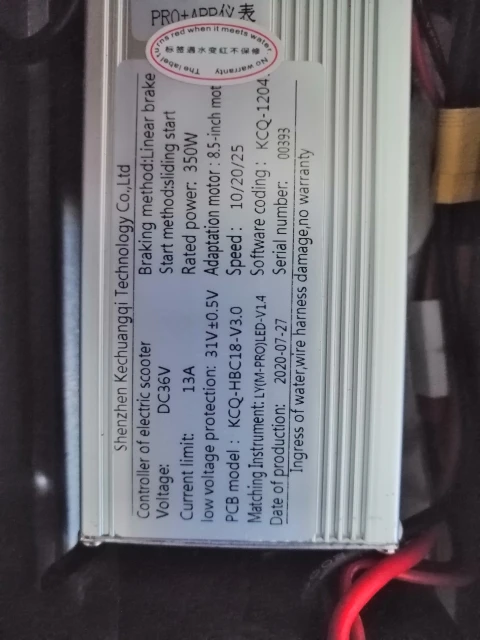 PRO+APP仪表
The label turns red when it meets water
标签遇水变红不保修
No warranty
Shenzhen Kechuangqi Technology Co.,Ltd
Controller of electric scooter Braking method:Linear brake
Voltage: DC36V Start method:sliding start
Current limit: 13A Rated power: 350W
low voltage protection: 31V±0.5V Adaptation motor : 8.5-inch mot
PCB model : KCQ-HBC18-V3.0 Speed : 10/20/25
Matching Instrument: LY(M-PRO)LED-V1.4 Software coding : KCQ-1204.
Date of production: 2020-07-27 Serial number: 00393
Ingress of water,wire harness damage,no warranty